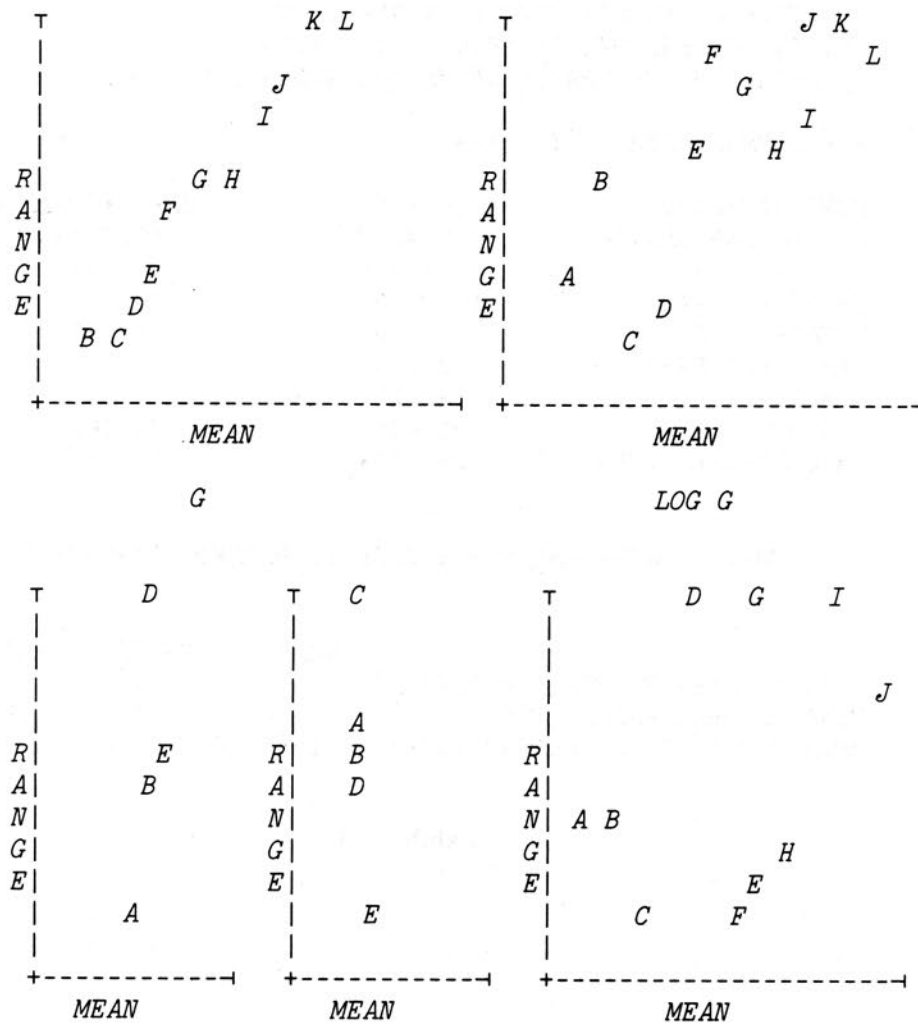 K L J K
F L
J G
I I
E H
R G H R B
A F A
N N
G E G A
E D E D
B C C
MEAN MEAN
G LOG G
D C D G I
J
A
R E R B R
A B A D A
N N N A B
G G G H
E E E E
A E C F
MEAN MEAN MEAN